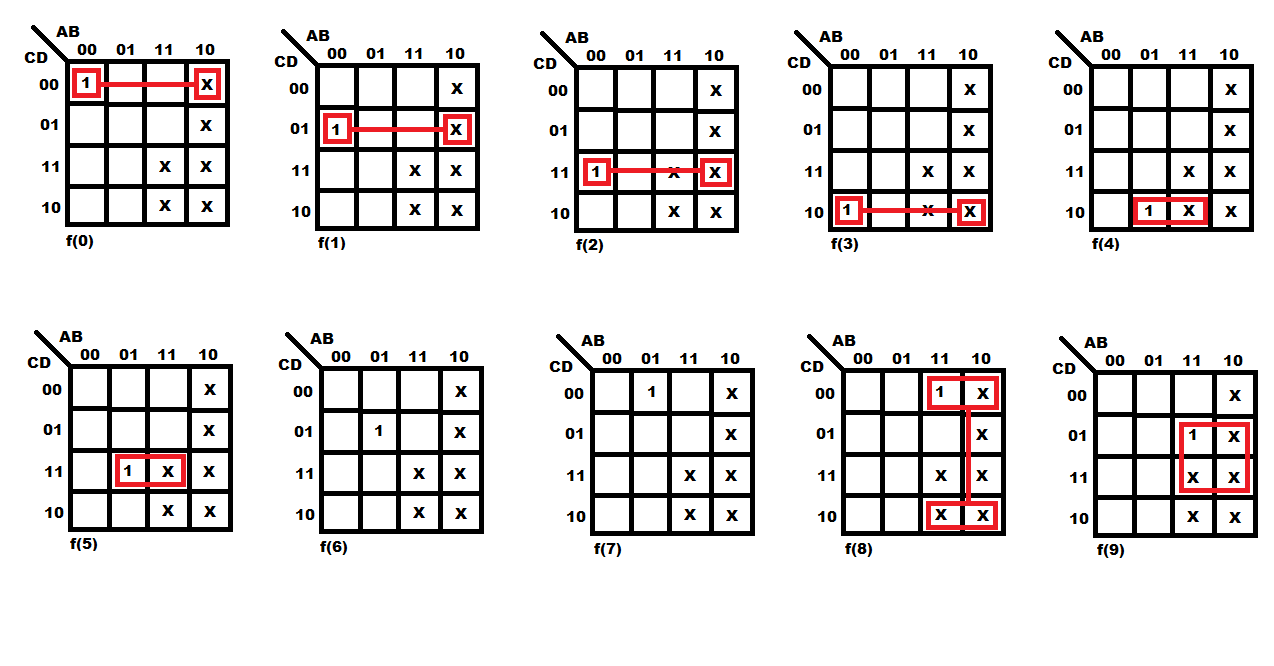 AB
CD 00 01 11 10
00 1 X
01 X
11 X X
10 X X
f(0)
AB
CD 00 01 11 10
00 X
01 1 X
11 X X
10 X X
f(1)
AB
CD 00 01 11 10
00 X
01 X
11 1 X X
10 X X
f(2)
AB
CD 00 01 11 10
00 X
01 X
11 X X
10 1 X X
f(3)
AB
CD 00 01 11 10
00 X
01 X
11 X X
10 1 X X
f(4)
AB
CD 00 01 11 10
00 X
01 X
11 1 X X
10 X X
f(5)
AB
CD 00 01 11 10
00 X
01 1 X
11 X X
10 X X
f(6)
AB
CD 00 01 11 10
00 1 X
01 X
11 X X
10 X X
f(7)
AB
CD 00 01 11 10
00 1 X
01 X
11 X X
10 X X
f(8)
AB
CD 00 01 11 10
00 X
01 1 X
11 X X
10 X X
f(9)